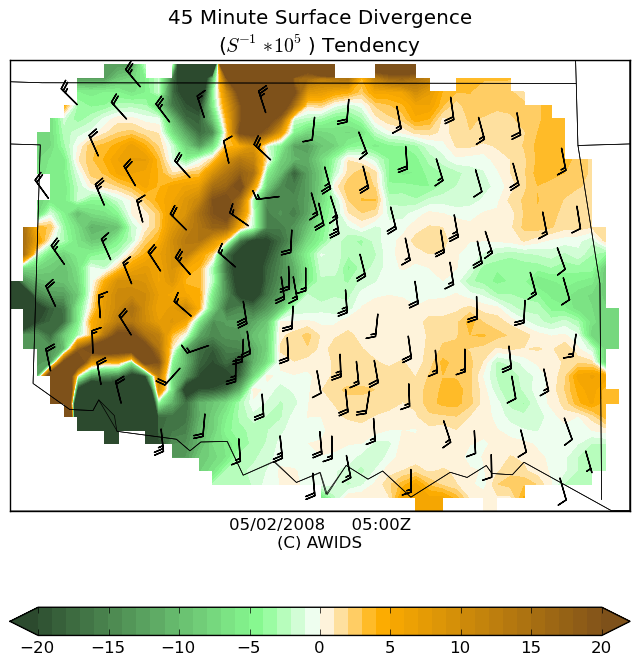 45 Minute Surface Divergence
(S⁻¹ ∗ 10⁵ ) Tendency
05/02/2008 05:00Z
(C) AWIDS
−20 −15 −10 −5 0 5 10 15 20